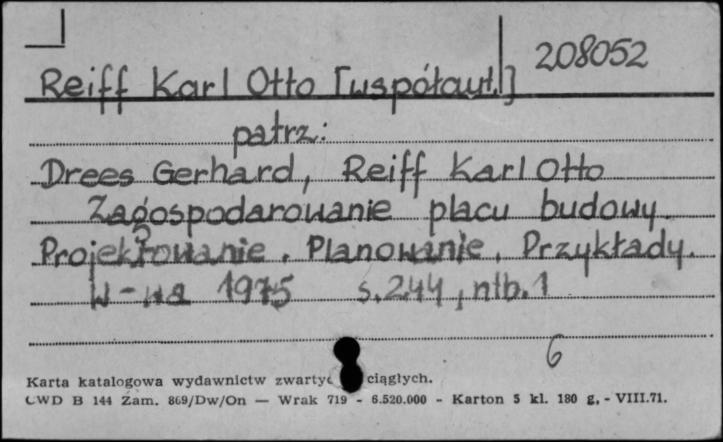 208052
Reiff Karl Otto [współaut.]
patrz:
Drees Gerhard, Reiff Karl Otto
Zagospodarowanie placu budowy.
Projektowanie. Planowanie. Przykłady.
W-wa 1975 s. 244, nlb. 1
6
Karta katalogowa wydawnictw ciągłych.
CWD B 144 Zam. 869/Dw/On — Wrak 719 - 6.520.000 - Karton 5 kl. 180 g. - VIII.71.